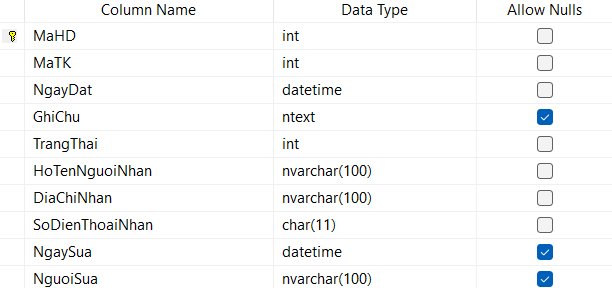 Column Name Data Type Allow Nulls
MaHD int
MaTK int
NgayDat datetime
GhiChu ntext
TrangThai int
HoTenNguoiNhan nvarchar(100)
DiaChiNhan nvarchar(100)
SoDienThoaiNhan char(11)
NgaySua datetime
NguoiSua nvarchar(100)